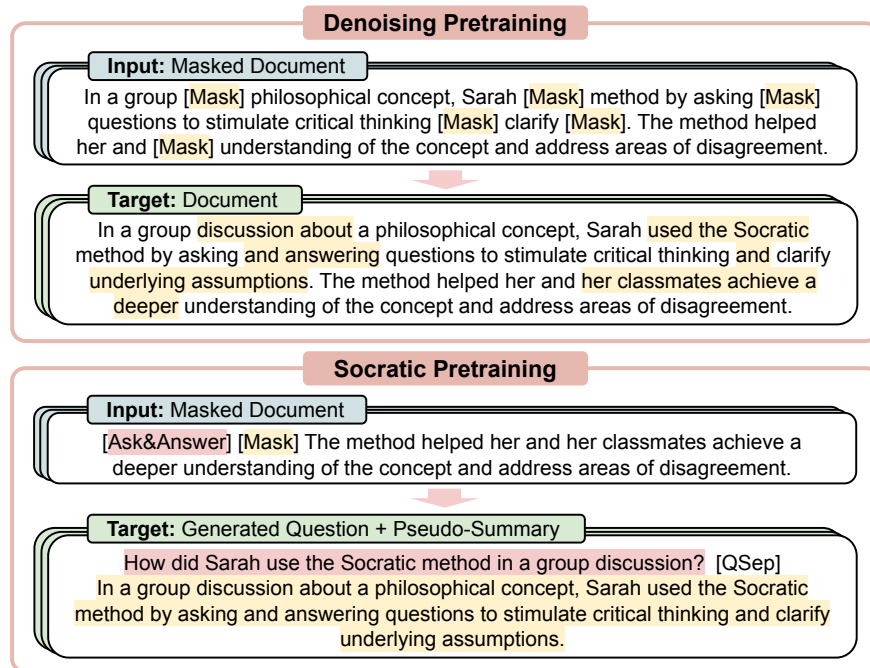 Denoising Pretraining
Input: Masked Document
In a group [Mask] philosophical concept, Sarah [Mask] method by asking [Mask]
questions to stimulate critical thinking [Mask] clarify [Mask]. The method helped
her and [Mask] understanding of the concept and address areas of disagreement.
Target: Document
In a group discussion about a philosophical concept, Sarah used the Socratic
method by asking and answering questions to stimulate critical thinking and clarify
underlying assumptions. The method helped her and her classmates achieve a
deeper understanding of the concept and address areas of disagreement.
Socratic Pretraining
Input: Masked Document
[Ask&Answer] [Mask] The method helped her and her classmates achieve a
deeper understanding of the concept and address areas of disagreement.
Target: Generated Question + Pseudo-Summary
How did Sarah use the Socratic method in a group discussion? [QSep]
In a group discussion about a philosophical concept, Sarah used the Socratic
method by asking and answering questions to stimulate critical thinking and clarify
underlying assumptions.